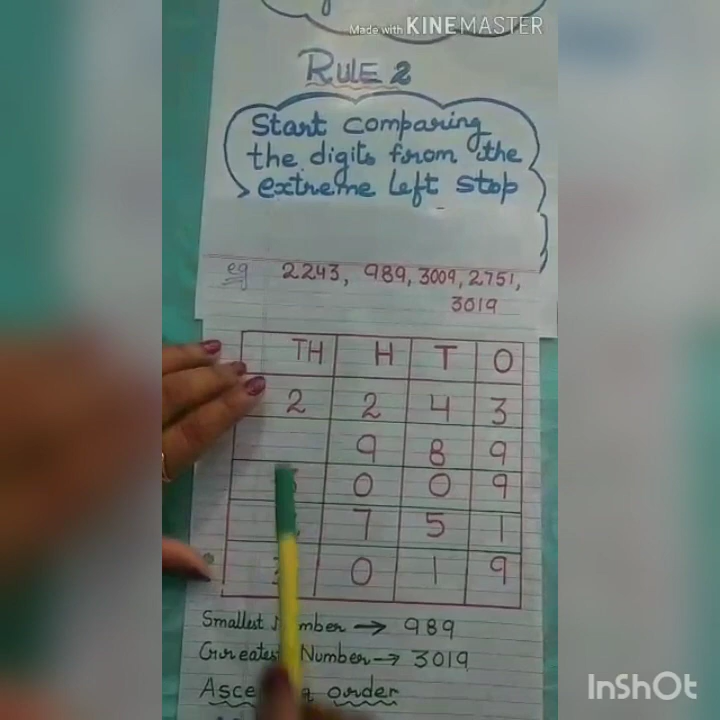 Made with KINEMASTER
RULE 2
Start comparing
the digits from the
extreme left stop
eg 2243, 989, 3009, 2751,
3019
TH H T O
2 2 4 3
9 8 9
0 0 9
7 5 1
0 1 9
Smallest → 989
Number → 3019
order
InShOt